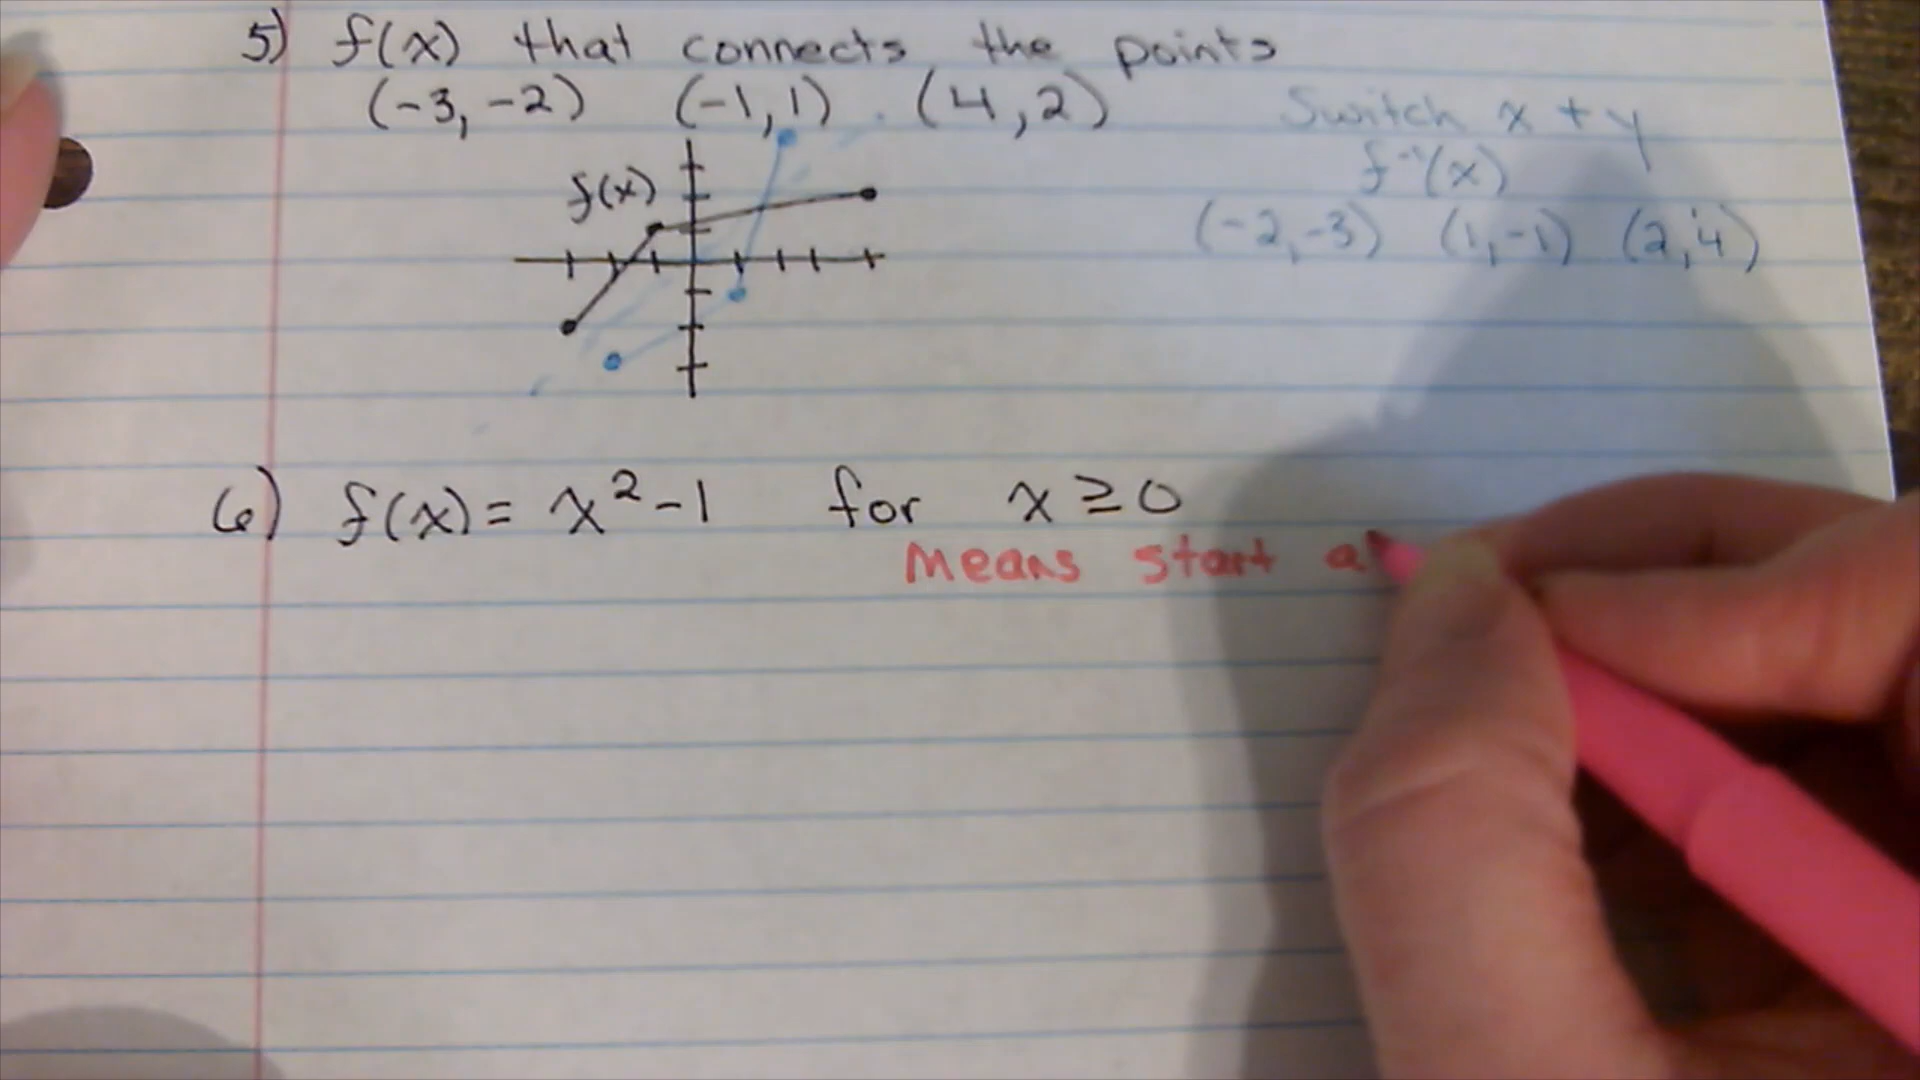 5) f(x) that connects the points
(-3, -2) (-1, 1) (4, 2)
Switch x + y
f⁻¹(x)
(-2, -3) (1, -1) (2, 4)
f(x)
6) f(x) = x² - 1 for x ≥ 0
means start